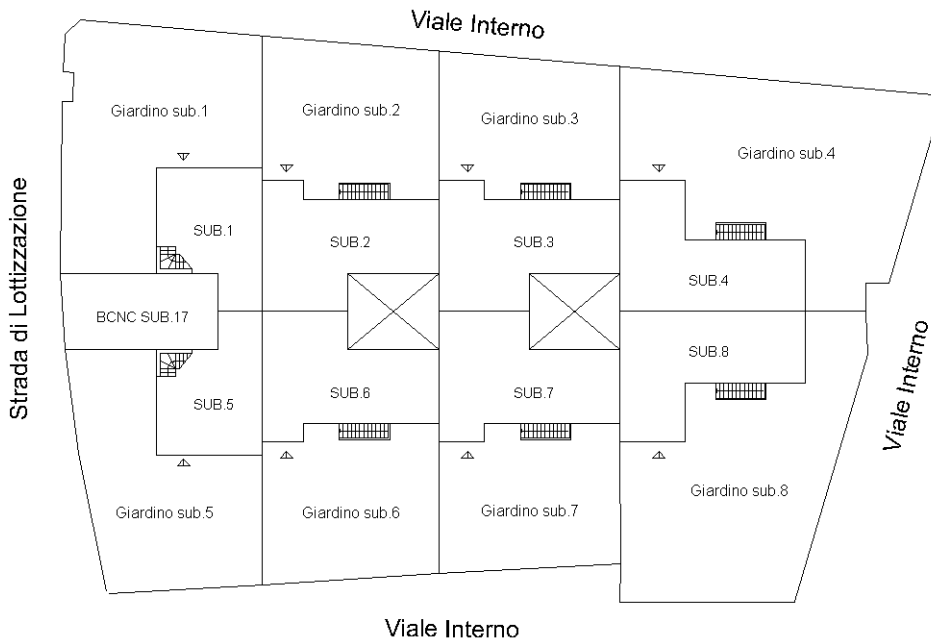 Viale Interno
Giardino sub.1
Giardino sub.2
Giardino sub.3
Giardino sub.4
Strada di Lottizzazione
SUB.1
SUB.2
SUB.3
SUB.4
BCNC SUB.17
SUB.5
SUB.6
SUB.7
SUB.8
Viale Interno
Giardino sub.5
Giardino sub.6
Giardino sub.7
Giardino sub.8
Viale Interno